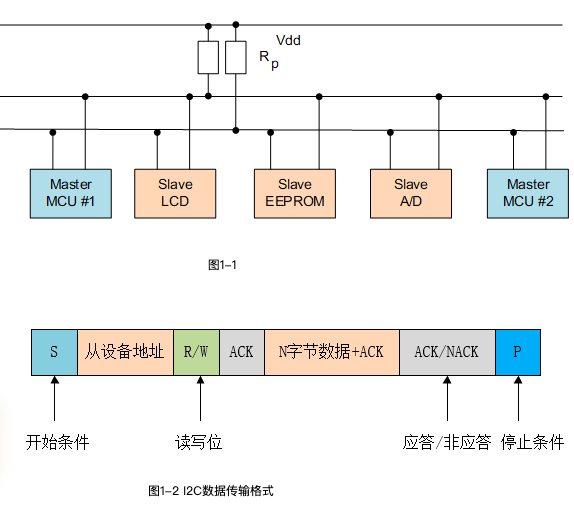 Vdd
Rp
Master
MCU #1
Slave
LCD
Slave
EEPROM
Slave
A/D
Master
MCU #2
图1-1
S
从设备地址
R/W
ACK
N字节数据+ACK
ACK/NACK
P
开始条件
读写位
应答/非应答
停止条件
图1-2 I2C数据传输格式